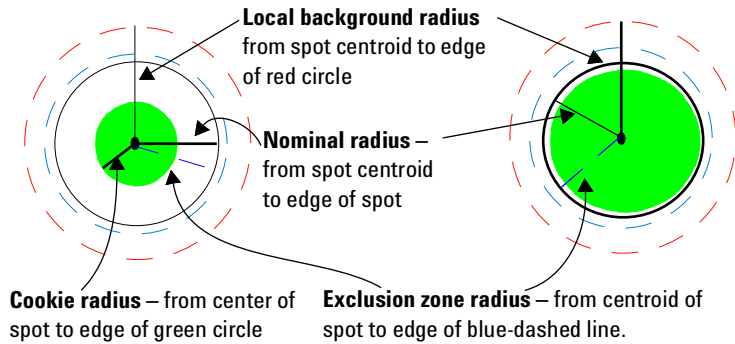 Local background radius
from spot centroid to edge
of red circle
Nominal radius –
from spot centroid
to edge of spot
Cookie radius – from center of
spot to edge of green circle
Exclusion zone radius – from centroid of
spot to edge of blue-dashed line.